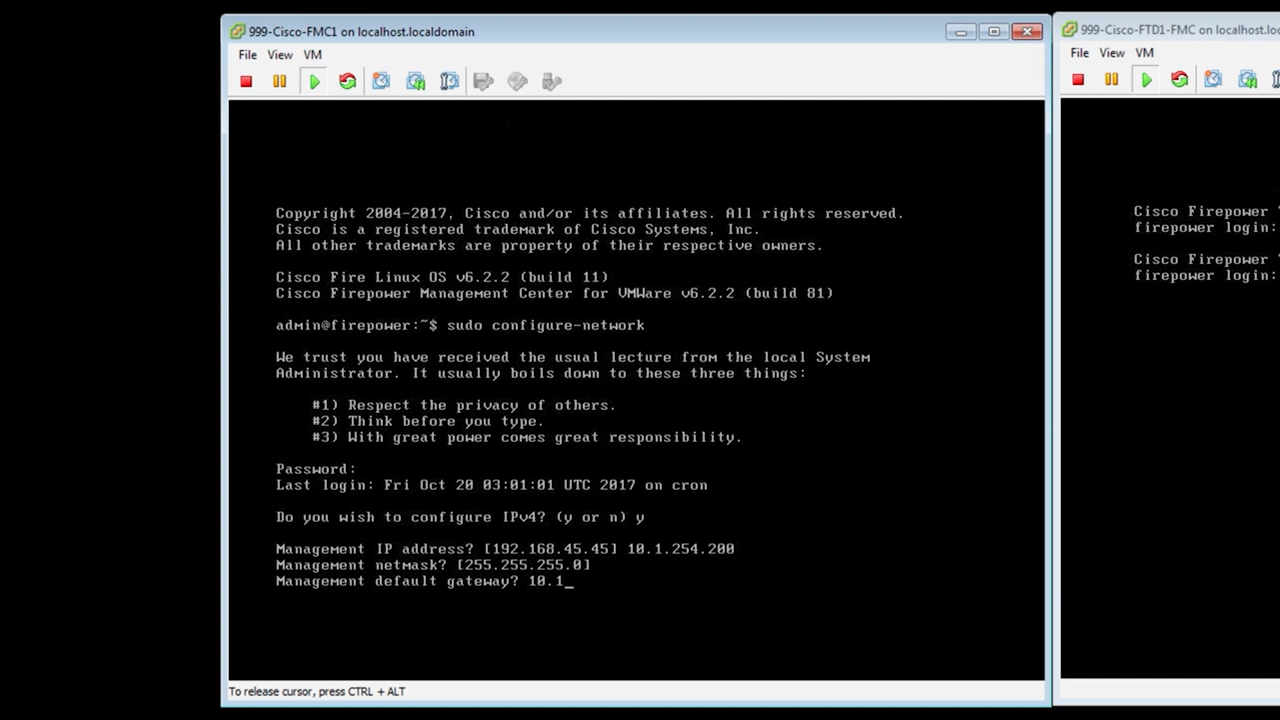 999-Cisco-FMC1 on localhost.localdomain
File View VM
Copyright 2004-2017, Cisco and/or its affiliates. All rights reserved.
Cisco is a registered trademark of Cisco Systems, Inc.
All other trademarks are property of their respective owners.
Cisco Fire Linux OS v6.2.2 (build 11)
Cisco Firepower Management Center for VMWare v6.2.2 (build 81)
admin@firepower:~$ sudo configure-network
We trust you have received the usual lecture from the local System
Administrator. It usually boils down to these three things:
#1) Respect the privacy of others.
#2) Think before you type.
#3) With great power comes great responsibility.
Password:
Last login: Fri Oct 20 03:01:01 UTC 2017 on cron
Do you wish to configure IPv4? (y or n) y
Management IP address? [192.168.45.45] 10.1.254.200
Management netmask? [255.255.255.0]
Management default gateway? 10.1_
To release cursor, press CTRL + ALT
999-Cisco-FTD1-FMC on localhost.loc
File View VM
Cisco Firepower
firepower login:
Cisco Firepower
firepower login: